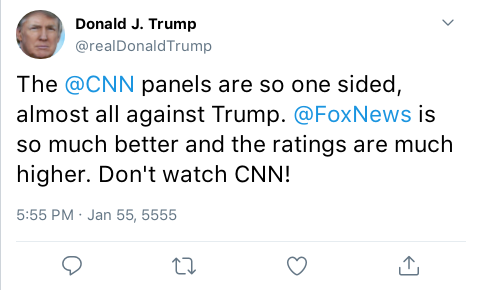 Donald J. Trump
@realDonaldTrump
The @CNN panels are so one sided,
almost all against Trump. @FoxNews is
so much better and the ratings are much
higher. Don't watch CNN!
5:55 PM · Jan 55, 5555